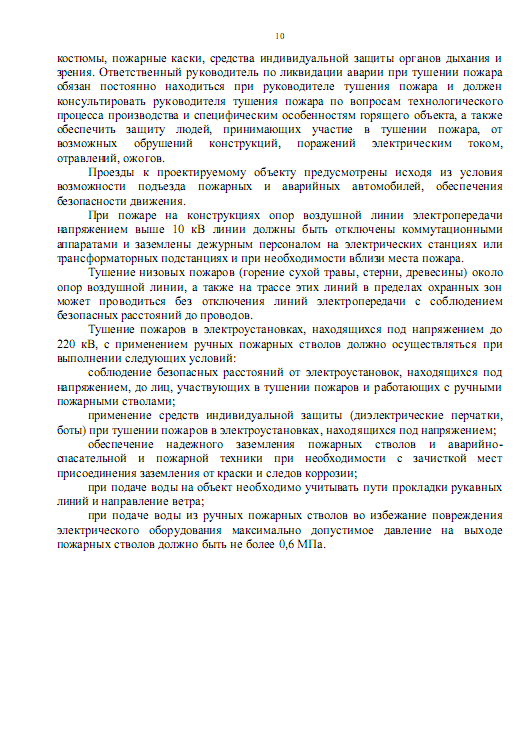 10
костюмы, пожарные каски, средства индивидуальной защиты органов дыхания и
зрения. Ответственный руководитель по ликвидации аварии при тушении пожара
обязан постоянно находиться при руководителе тушения пожара и должен
консультировать руководителя тушения пожара по вопросам технологического
процесса производства и специфическим особенностям горящего объекта, а также
обеспечить защиту людей, принимающих участие в тушении пожара, от
возможных обрушений конструкций, поражений электрическим током,
отравлений, ожогов.
Проезды к проектируемому объекту предусмотрены исходя из условия
возможности подъезда пожарных и аварийных автомобилей, обеспечения
безопасности движения.
При пожаре на конструкциях опор воздушной линии электропередачи
напряжением выше 10 кВ линии должны быть отключены коммутационными
аппаратами и заземлены дежурным персоналом на электрических станциях или
трансформаторных подстанциях и при необходимости вблизи места пожара.
Тушение низовых пожаров (горение сухой травы, стерни, древесины) около
опор воздушной линии, а также на трассе этих линий в пределах охранных зон
может проводиться без отключения линий электропередачи с соблюдением
безопасных расстояний до проводов.
Тушение пожаров в электроустановках, находящихся под напряжением до
220 кВ, с применением ручных пожарных стволов должно осуществляться при
выполнении следующих условий:
соблюдение безопасных расстояний от электроустановок, находящихся под
напряжением, до лиц, участвующих в тушении пожаров и работающих с ручными
пожарными стволами;
применение средств индивидуальной защиты (диэлектрические перчатки,
боты) при тушении пожаров в электроустановках, находящихся под напряжением;
обеспечение надежного заземления пожарных стволов и аварийно-
спасательной и пожарной техники при необходимости с зачисткой мест
присоединения заземления от краски и следов коррозии;
при подаче воды на объект необходимо учитывать пути прокладки рукавных
линий и направление ветра;
при подаче воды из ручных пожарных стволов во избежание повреждения
электрического оборудования максимально допустимое давление на выходе
пожарных стволов должно быть не более 0,6 МПа.